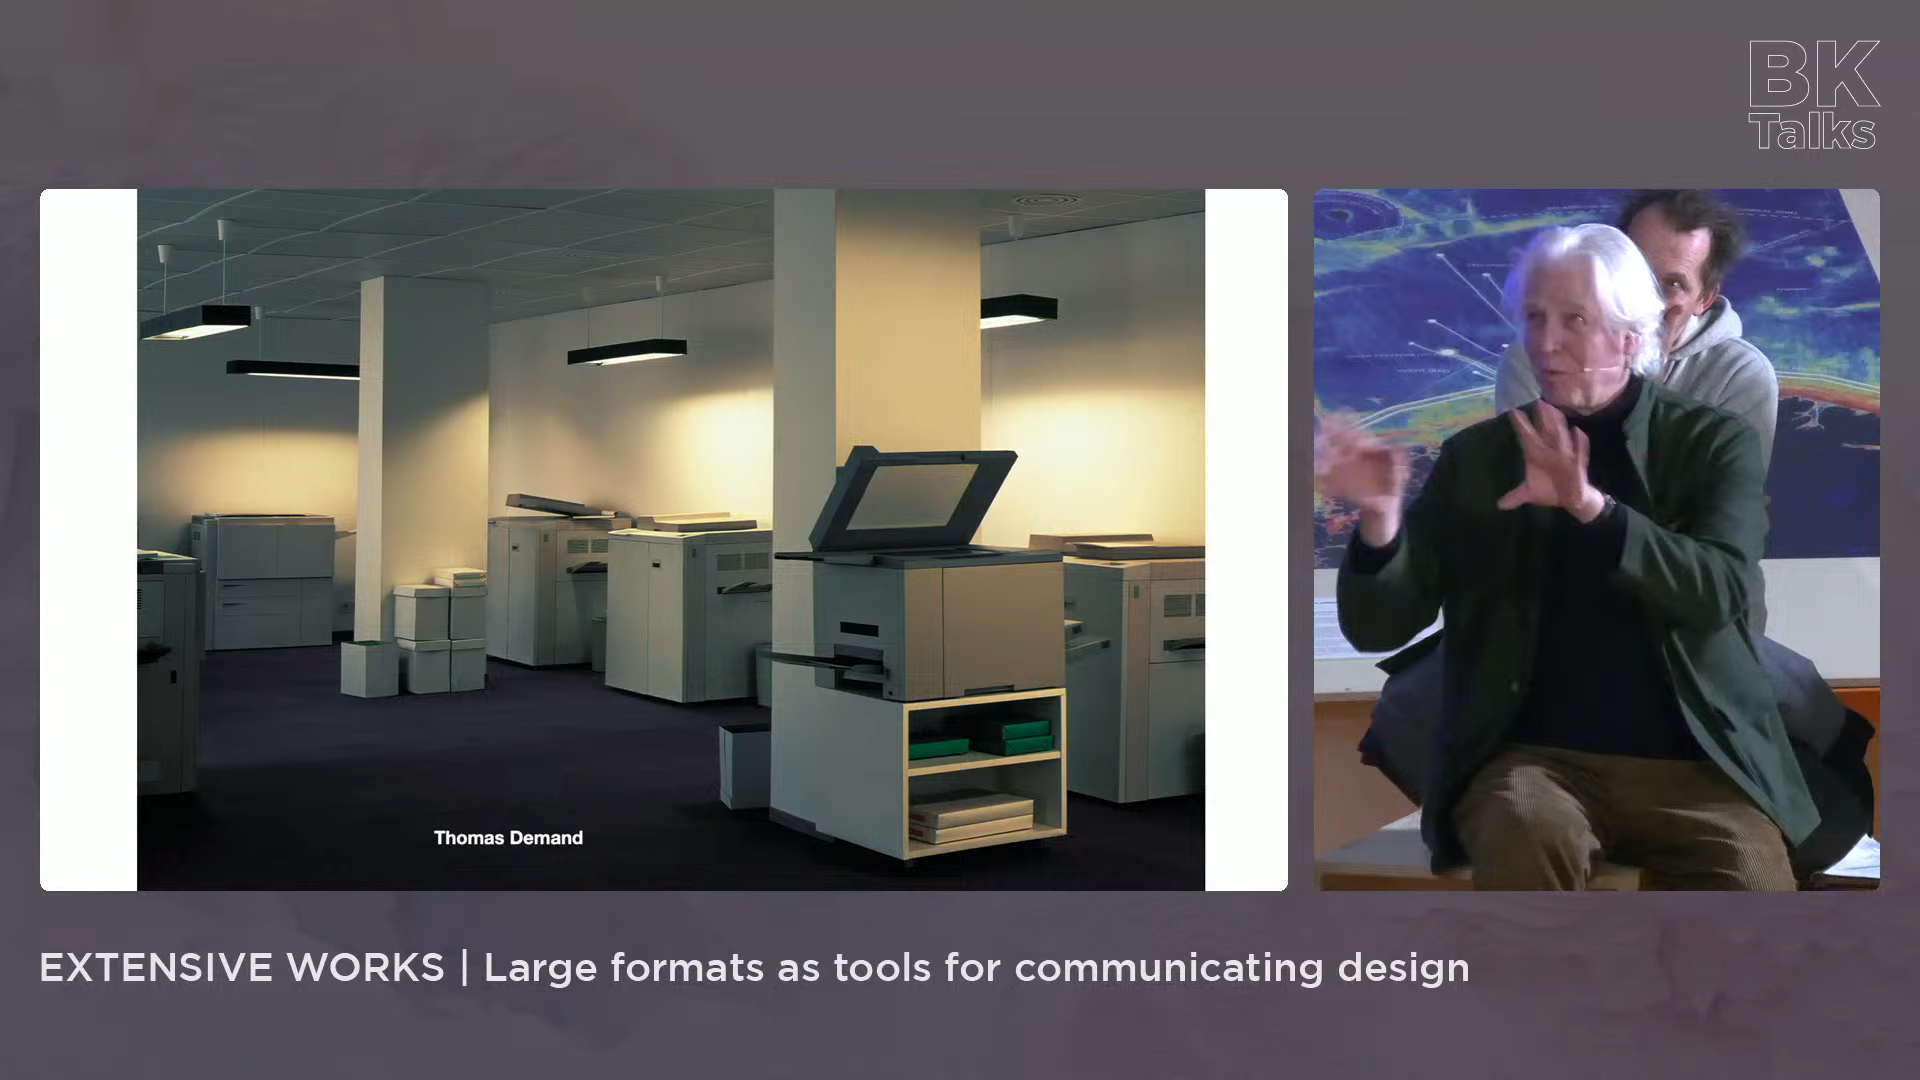 BK
Talks
Thomas Demand
EXTENSIVE WORKS | Large formats as tools for communicating design